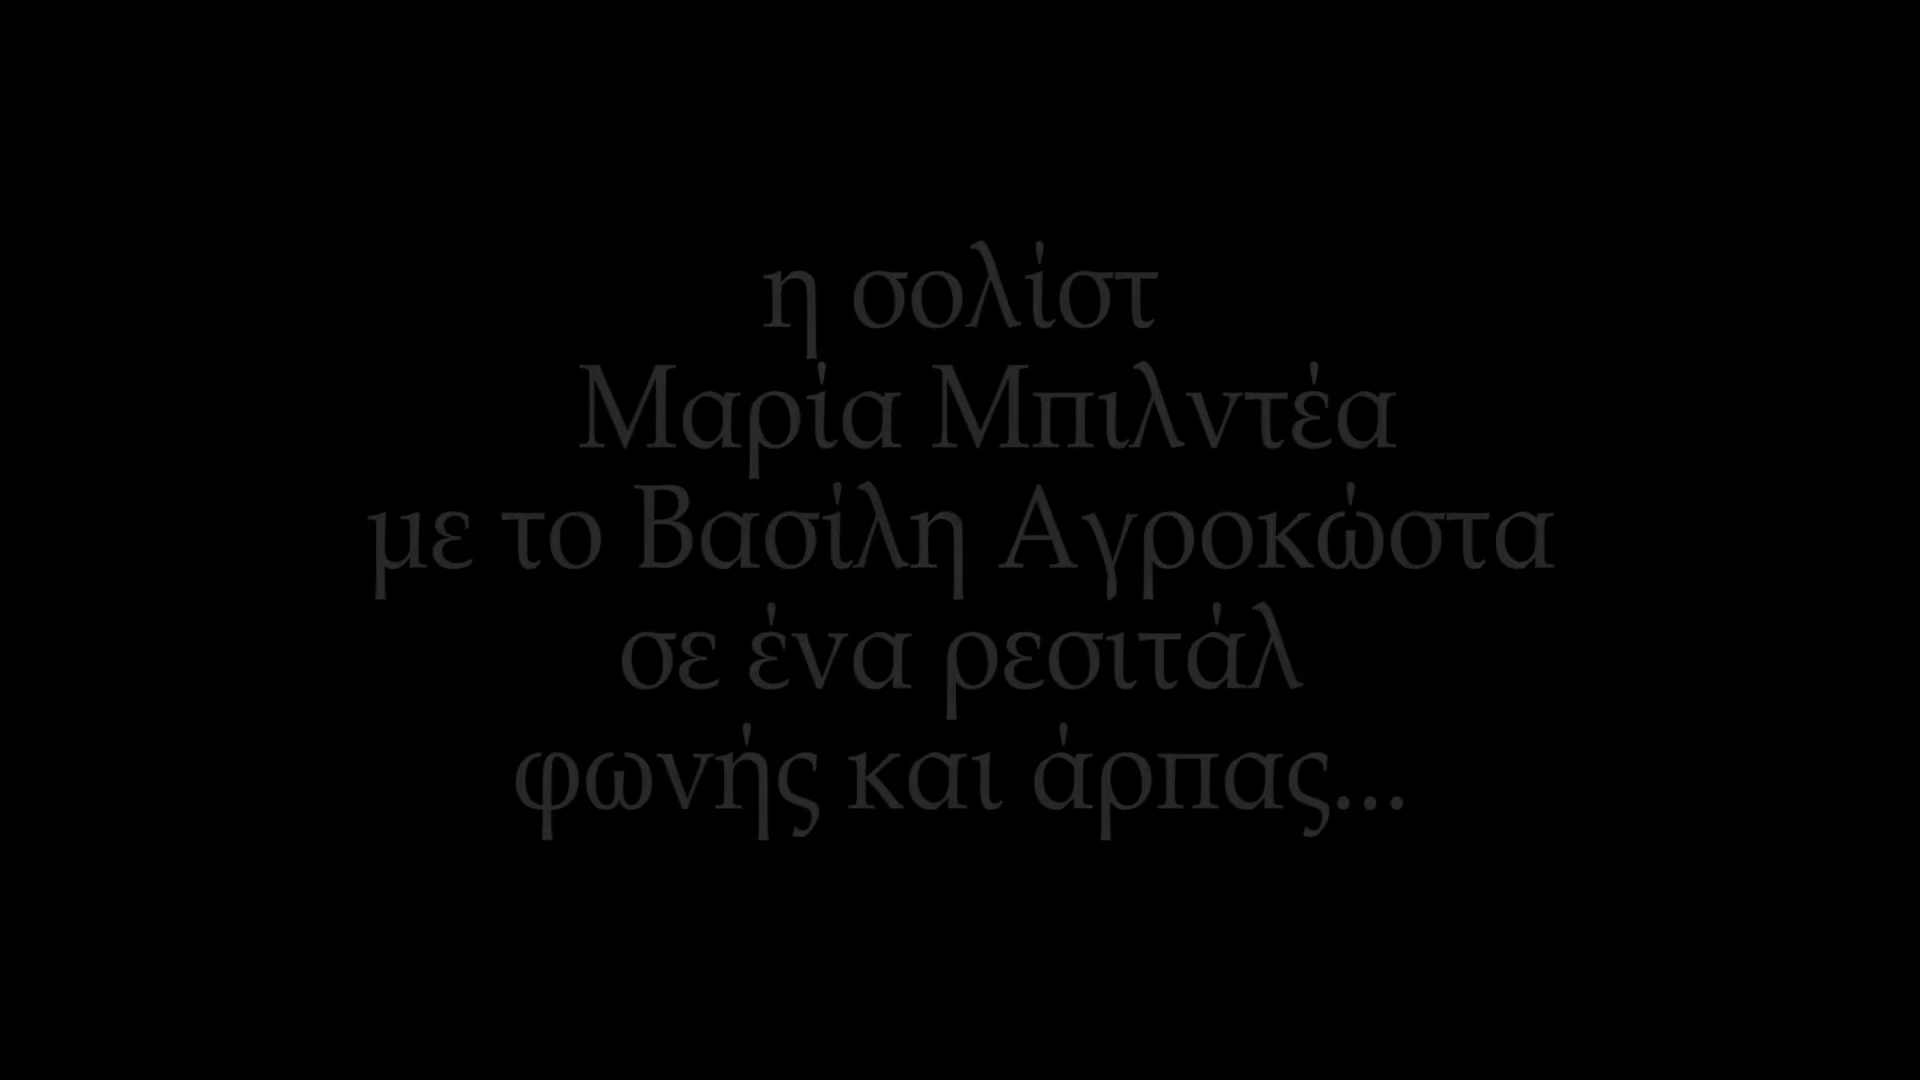 η σολίστ
Μαρία Μπιλντέα
με το Βασίλη Αγροκώστα
σε ένα ρεσιτάλ
φωνής και άρπας...